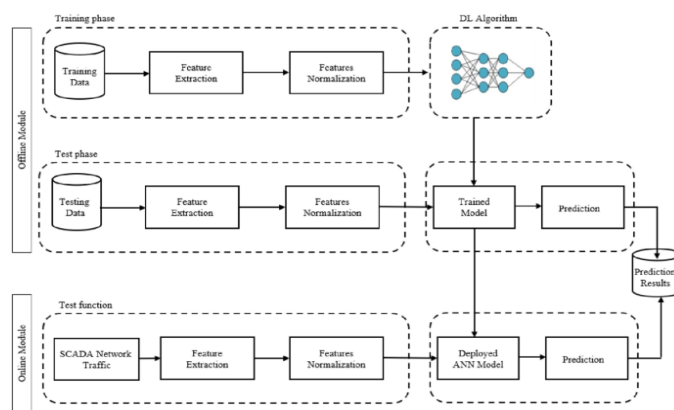 Training phase
DL Algorithm
Training
Data
Feature
Extraction
Features
Normalization
Offline Module
Test phase
Testing
Data
Feature
Extraction
Features
Normalization
Trained
Model
Prediction
Prediction
Results
Online Module
Test function
SCADA Network
Traffic
Feature
Extraction
Features
Normalization
Deployed
ANN Model
Prediction